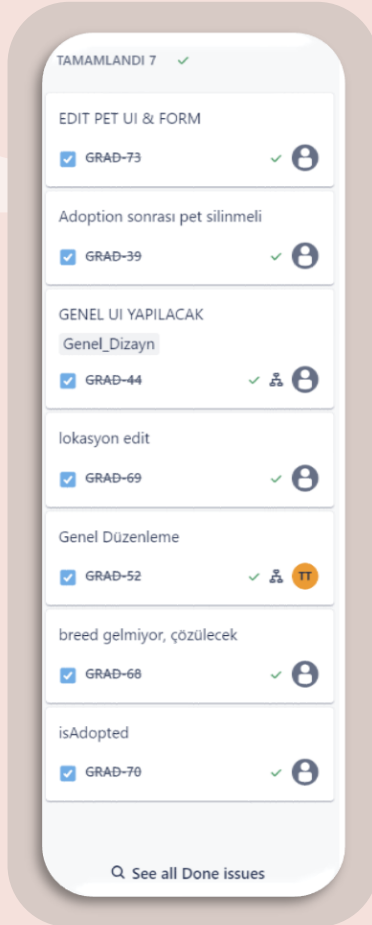 TAMAMLANDI 7
EDIT PET UI & FORM
GRAD-73
Adoption sonrası pet silinmeli
GRAD-39
GENEL UI YAPILACAK
Genel_Dizayn
GRAD-44
lokasyon edit
GRAD-69
Genel Düzenleme
GRAD-52
TT
breed gelmiyor, çözülecek
GRAD-68
isAdopted
GRAD-70
See all Done issues